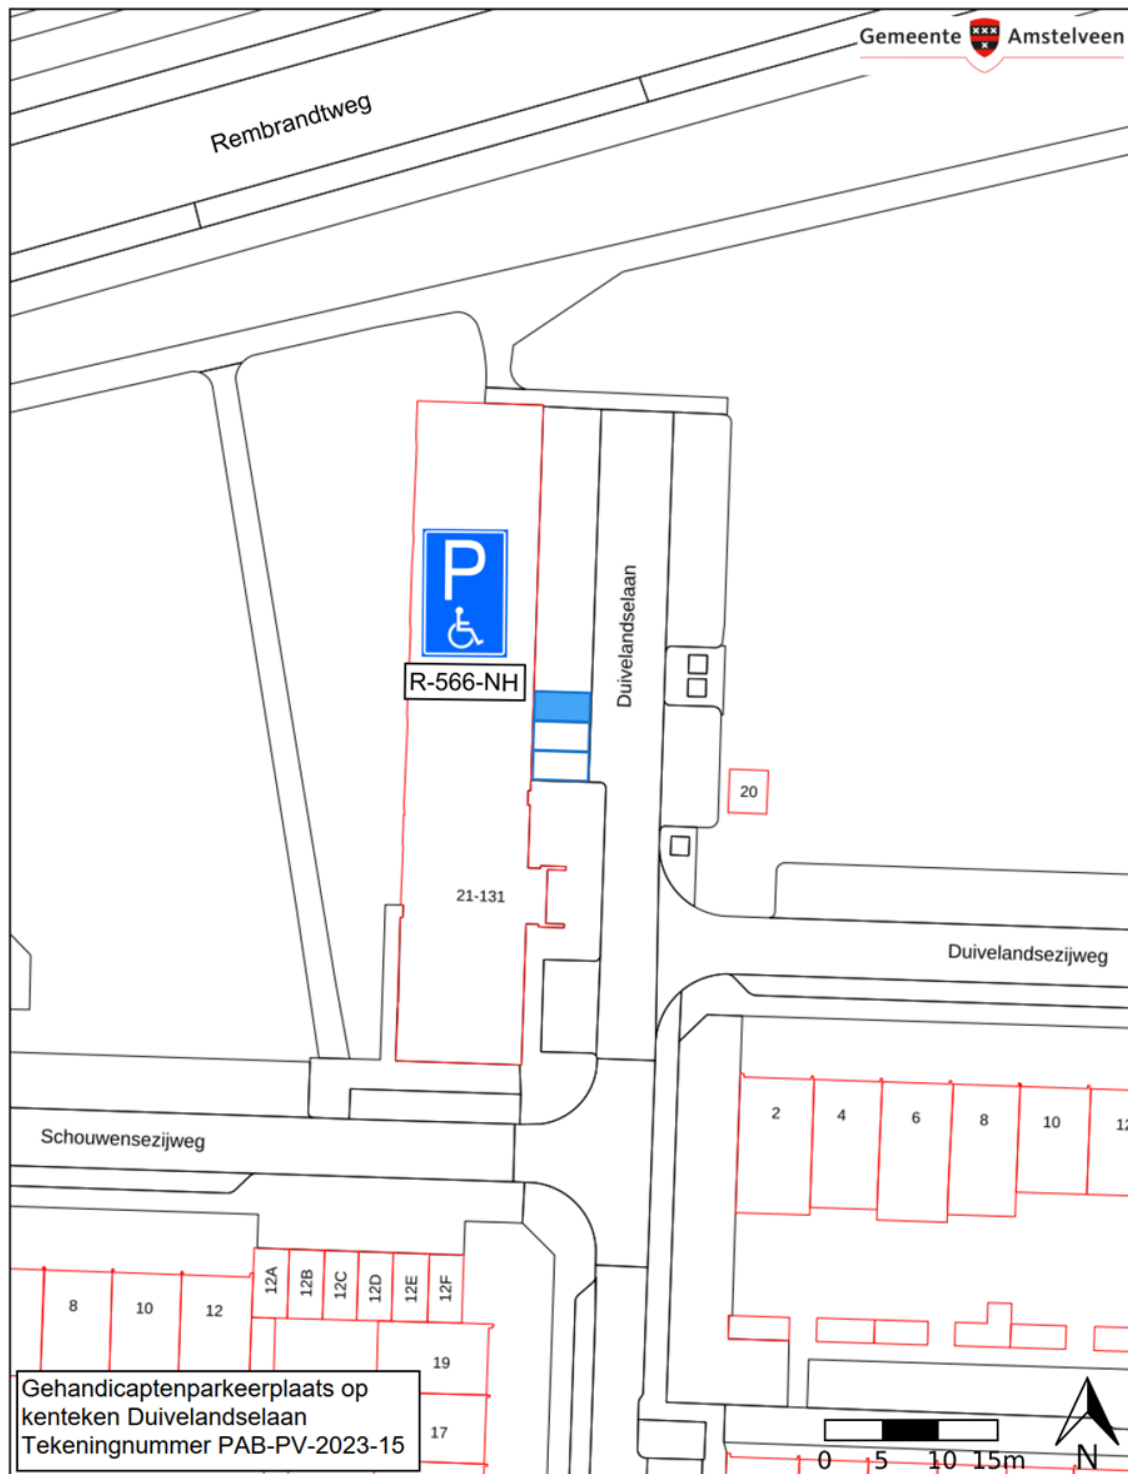 Gemeente Amstelveen
Rembrandtweg
P
Duivelandselaan
R-566-NH
20
21-131
Duivelandsezijweg
2 4 6 8 10 12
Schouwensezijweg
12A 12B 12C 12D 12E 12F
8 10 12
19
17
Gehandicaptenparkeerplaats op
kenteken Duivelandselaan
Tekeningnummer PAB-PV-2023-15
0 5 10 15m
N